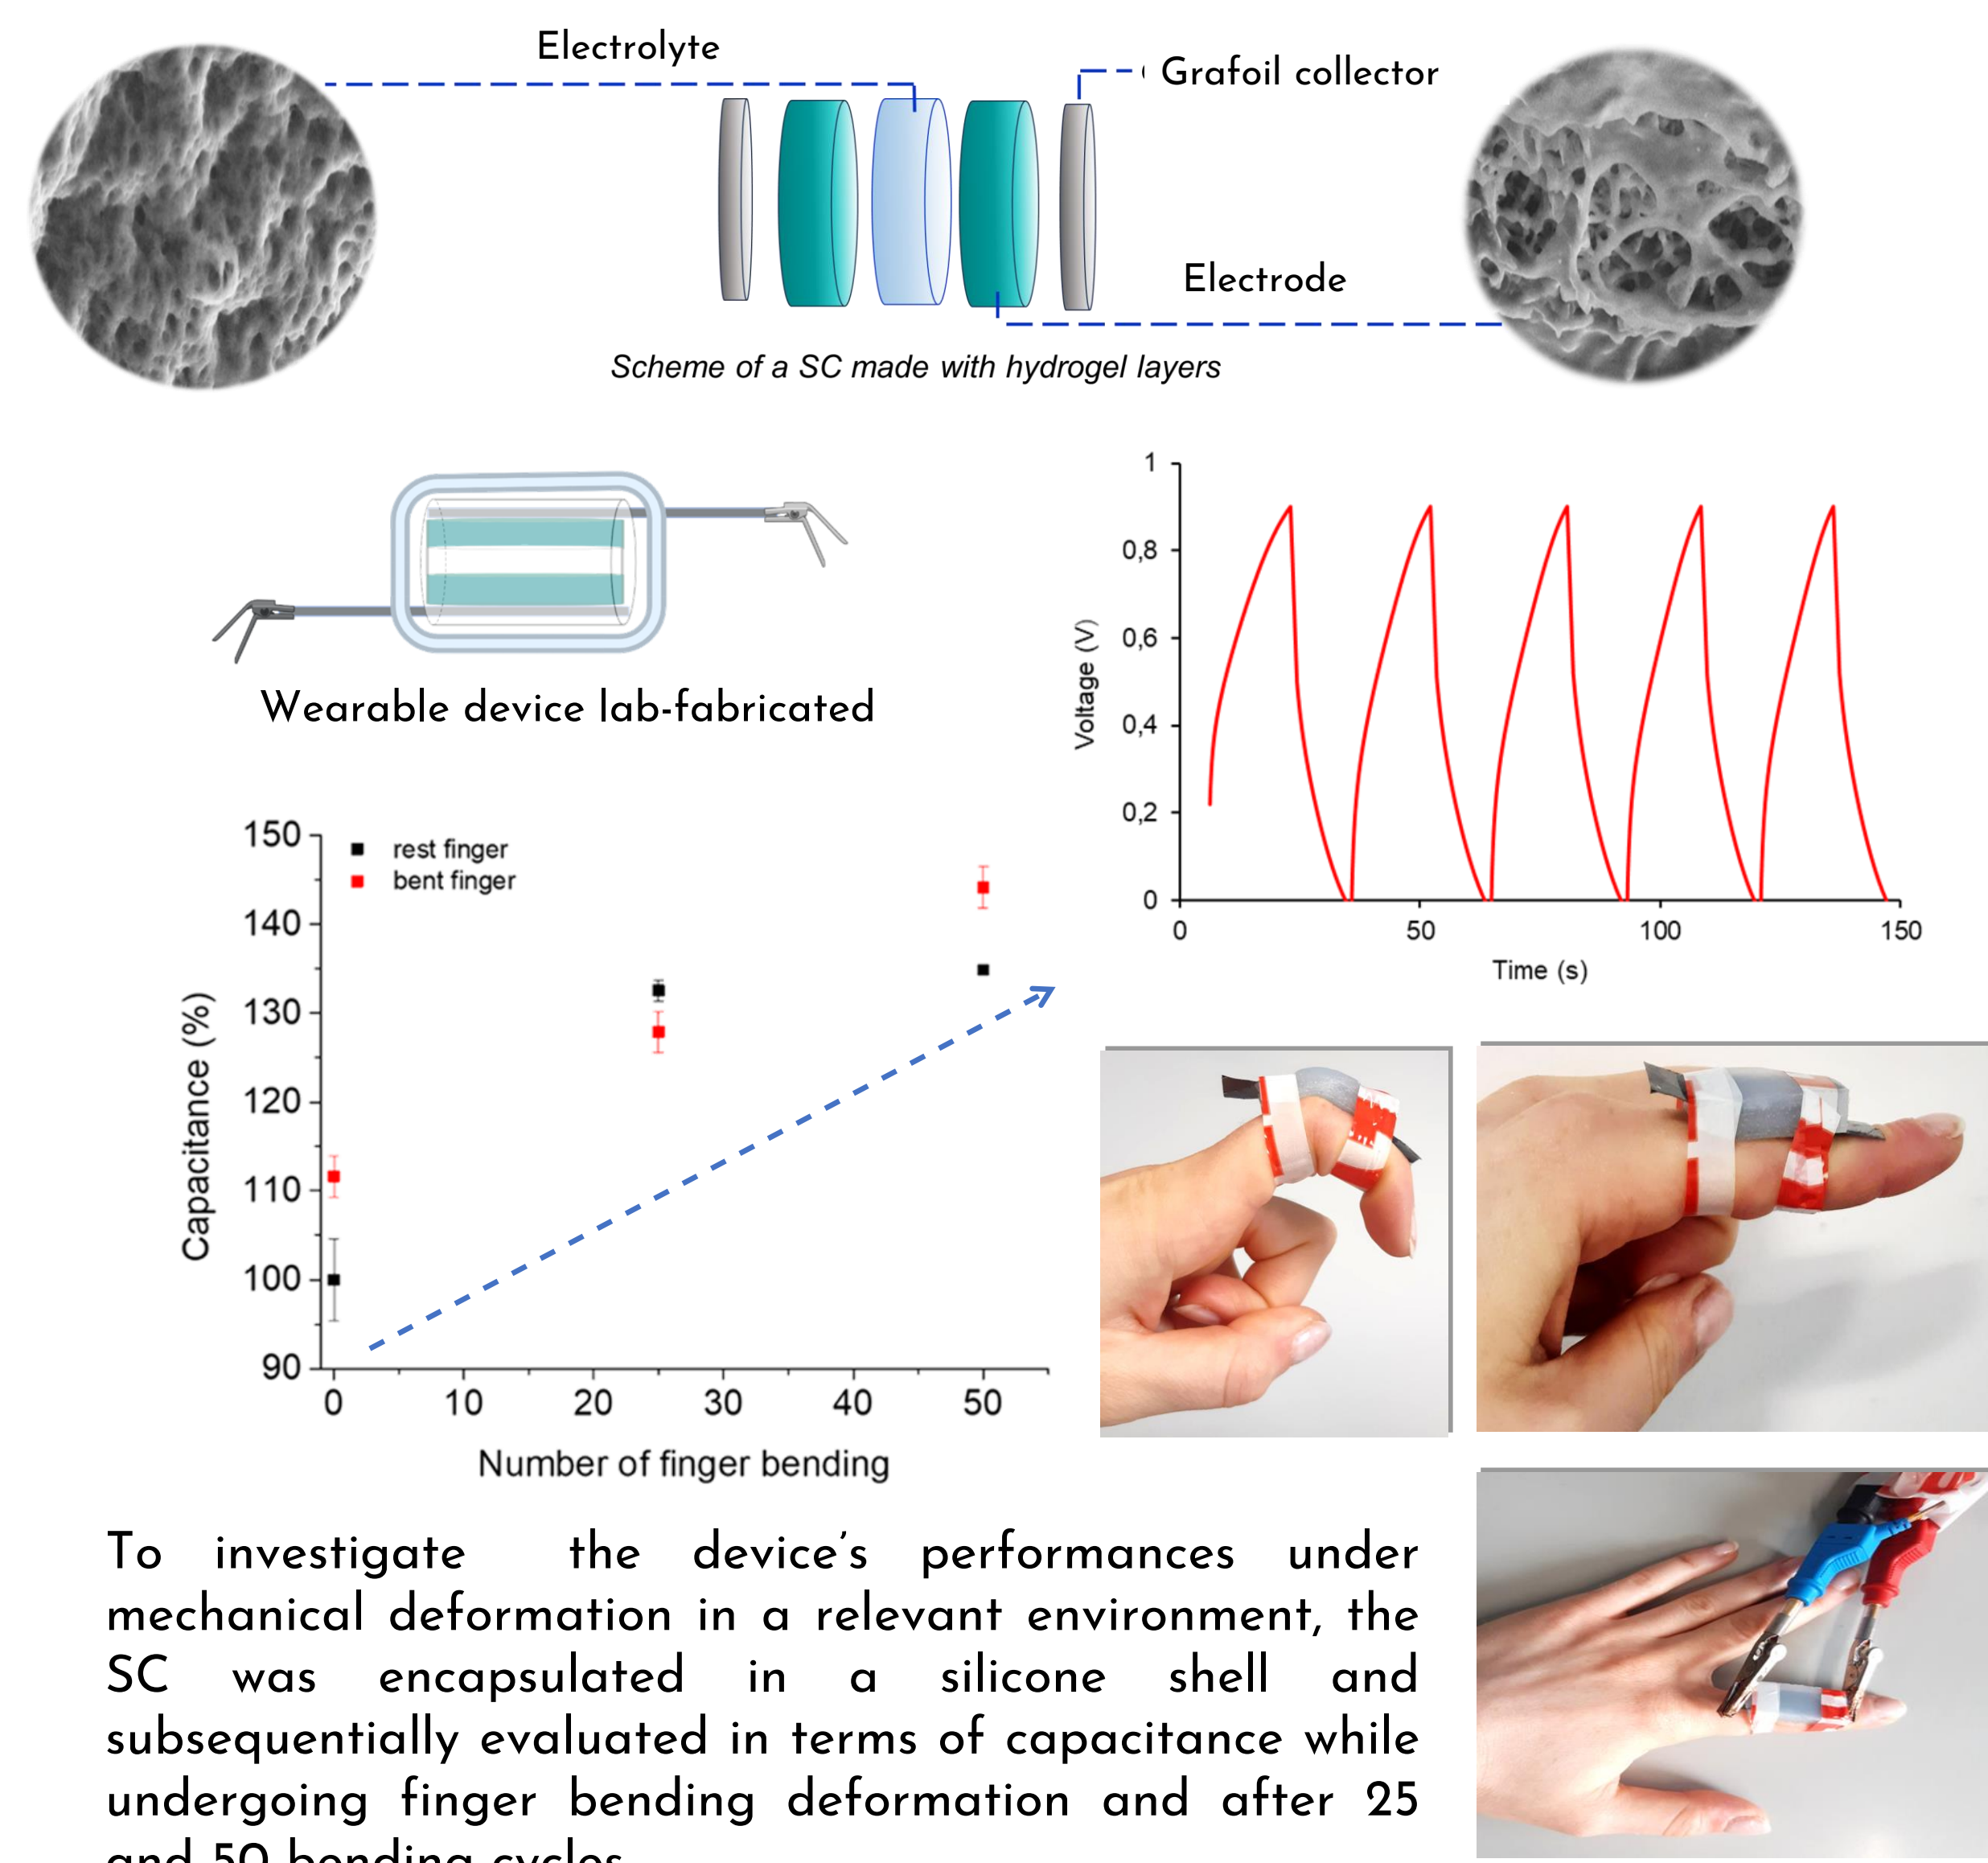 Electrolyte
Grafoil collector
Electrode
Scheme of a SC made with hydrogel layers
Wearable device lab-fabricated
1
0,8
0,6
0,4
0,2
0
Voltage (V)
0 50 100 150
Time (s)
150
140
130
120
110
100
90
rest finger
bent finger
Capacitance (%)
0 10 20 30 40 50
Number of finger bending
To investigate the device's performances under
mechanical deformation in a relevant environment, the
SC was encapsulated in a silicone shell and
subsequentially evaluated in terms of capacitance while
undergoing finger bending deformation and after 25
and 50 bending cycles